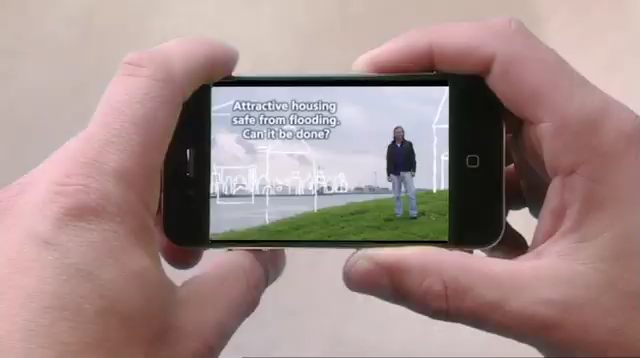 Attractive housing
safe from flooding.
Can it be done?